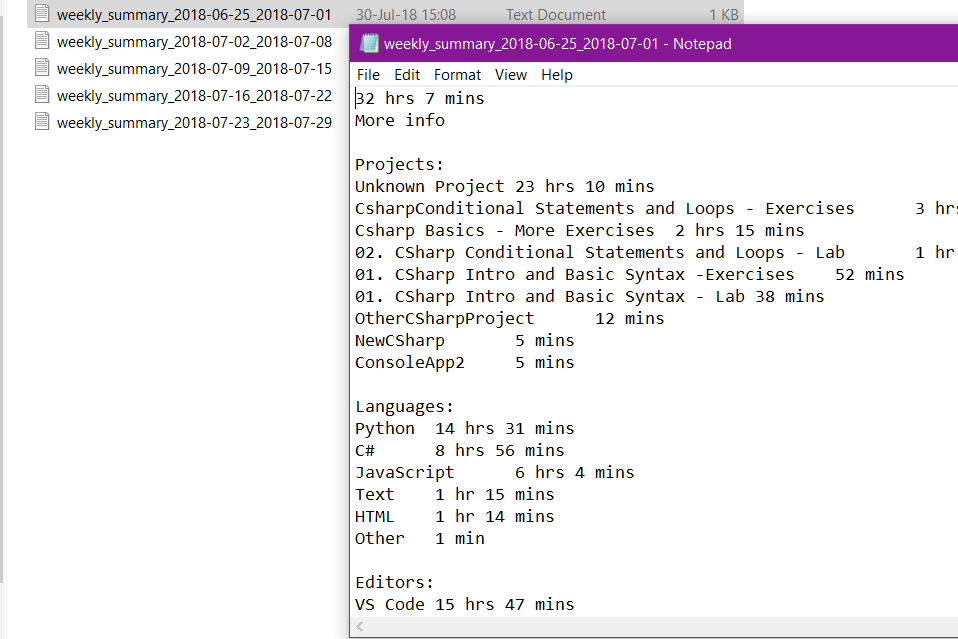 weekly_summary_2018-06-25_2018-07-01 30-Jul-18 15:08 Text Document 1 KB
weekly_summary_2018-07-02_2018-07-08
weekly_summary_2018-07-09_2018-07-15
weekly_summary_2018-07-16_2018-07-22
weekly_summary_2018-07-23_2018-07-29
weekly_summary_2018-06-25_2018-07-01 - Notepad
File Edit Format View Help
32 hrs 7 mins
More info
Projects:
Unknown Project 23 hrs 10 mins
CsharpConditional Statements and Loops - Exercises 3 hrs
Csharp Basics - More Exercises 2 hrs 15 mins
02. CSharp Conditional Statements and Loops - Lab 1 hr
01. CSharp Intro and Basic Syntax -Exercises 52 mins
01. CSharp Intro and Basic Syntax - Lab 38 mins
OtherCSharpProject 12 mins
NewCSharp 5 mins
ConsoleApp2 5 mins
Languages:
Python 14 hrs 31 mins
C# 8 hrs 56 mins
JavaScript 6 hrs 4 mins
Text 1 hr 15 mins
HTML 1 hr 14 mins
Other 1 min
Editors:
VS Code 15 hrs 47 mins